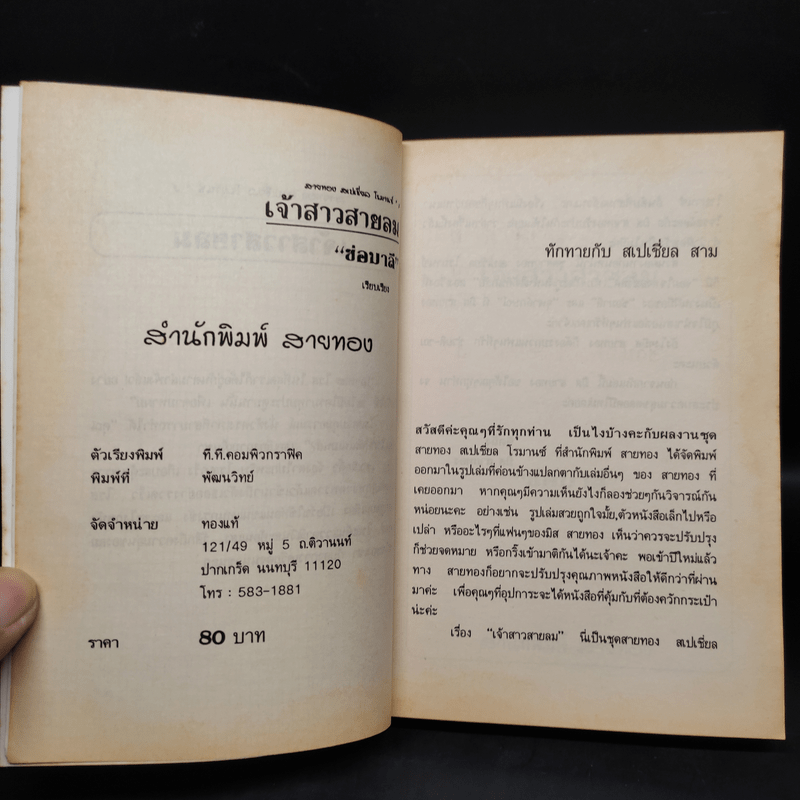 สายทอง สเปเชี่ยล โรมานซ์
เจ้าสาวสายลม
"ช่อมาลี"
เรียบเรียง
สำนักพิมพ์ สายทอง
ตัวเรียงพิมพ์ ที.ที.คอมพิวกราฟิค
พิมพ์ที่ พัฒนวิทย์
จัดจำหน่าย ทองแท้
121/49 หมู่ 5 ถ.ติวานนท์
ปากเกร็ด นนทบุรี 11120
โทร : 583-1881
ราคา 80 บาท
ทักทายกับ สเปเชี่ยล สาม
สวัสดีค่ะคุณๆที่รักทุกท่าน เป็นไงบ้างคะกับผลงานชุด
สายทอง สเปเชี่ยล โรมานซ์ ที่สำนักพิมพ์ สายทอง ได้จัดพิมพ์
ออกมาในรูปเล่มที่ค่อนข้างแปลกตากับเล่มอื่นๆ ของ สายทอง ที่
เคยออกมา หากคุณๆมีความเห็นยังไงก็ลองช่วยๆกันวิจารณ์กัน
หน่อยนะคะ อย่างเช่น รูปเล่มสวยถูกใจมั้ย,ตัวหนังสือเล็กไปหรือ
เปล่า หรืออะไรๆที่แฟนๆของมิส สายทอง เห็นว่าควรจะปรับปรุง
ก็ช่วยจดหมาย หรือกริ๊งเข้ามาติกันได้นะเจ้าคะ พอเข้าปีใหม่แล้ว
ทาง สายทองก็อยากจะปรับปรุงคุณภาพหนังสือให้ดีกว่าที่ผ่าน
มาค่ะ เพื่อคุณๆที่อุปการะจะได้หนังสือที่คุ้มกับที่ต้องควักกระเป๋า
น่ะค่ะ
เรื่อง "เจ้าสาวสายลม" นี่เป็นชุดสายทอง สเปเชี่ยล